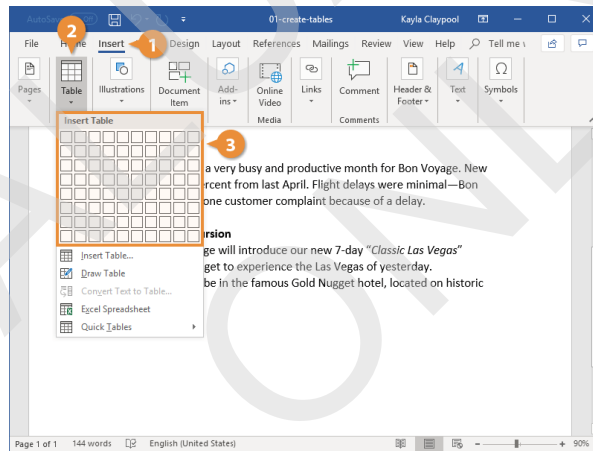 AutoSave
01-create-tables
Kayla Claypool
2
File Home Insert Design Layout References Mailings Review View Help Tell me
1
Pages
Table
Illustrations
Document Item
Add-ins
Online Video
Links
Comment
Header & Footer
Text
Symbols
Media
Comments
Insert Table
3
a very busy and productive month for Bon Voyage. New
ercent from last April. Flight delays were minimal—Bon
one customer complaint because of a delay.
rsion
ge will introduce our new 7-day “Classic Las Vegas”
get to experience the Las Vegas of yesterday.
be in the famous Gold Nugget hotel, located on historic
Insert Table...
Draw Table
Convert Text to Table...
Excel Spreadsheet
Quick Tables
Page 1 of 1 144 words English (United States) 90%